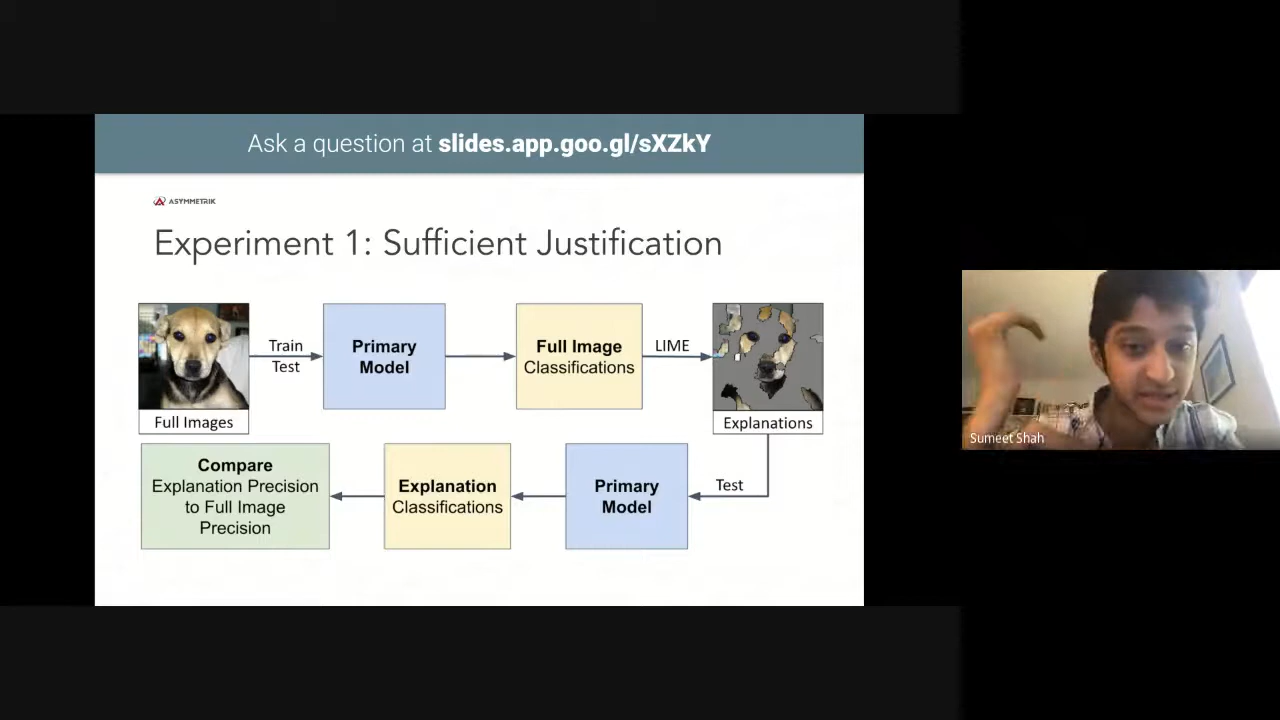 Ask a question at slides.app.goo.gl/sXZkY
ASYMMETRIK
Experiment 1: Sufficient Justification
Full Images
Train
Test
Primary
Model
Full Image
Classifications
LIME
Explanations
Test
Primary
Model
Explanation
Classifications
Compare
Explanation Precision
to Full Image
Precision
Sumeet Shah